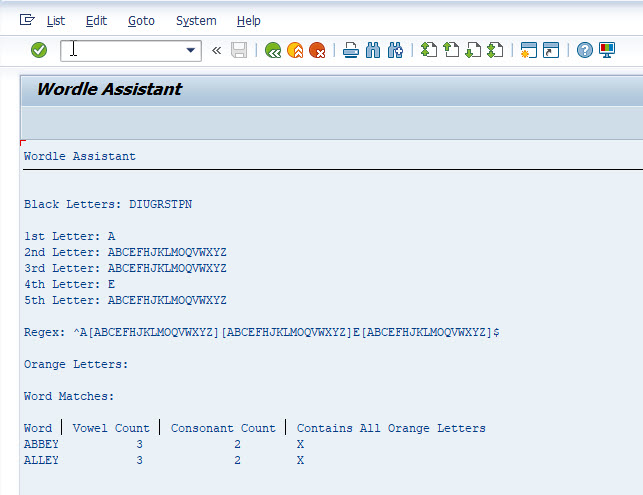 List Edit Goto System Help
Wordle Assistant
Wordle Assistant
Black Letters: DIUGRSTPN
1st Letter: A
2nd Letter: ABCEFHJKLMOQVWXYZ
3rd Letter: ABCEFHJKLMOQVWXYZ
4th Letter: E
5th Letter: ABCEFHJKLMOQVWXYZ
Regex: ^A[ABCEFHJKLMOQVWXYZ][ABCEFHJKLMOQVWXYZ]E[ABCEFHJKLMOQVWXYZ]$
Orange Letters:
Word Matches:
Word Vowel Count Consonant Count Contains All Orange Letters
ABBEY 3 2 X
ALLEY 3 2 X